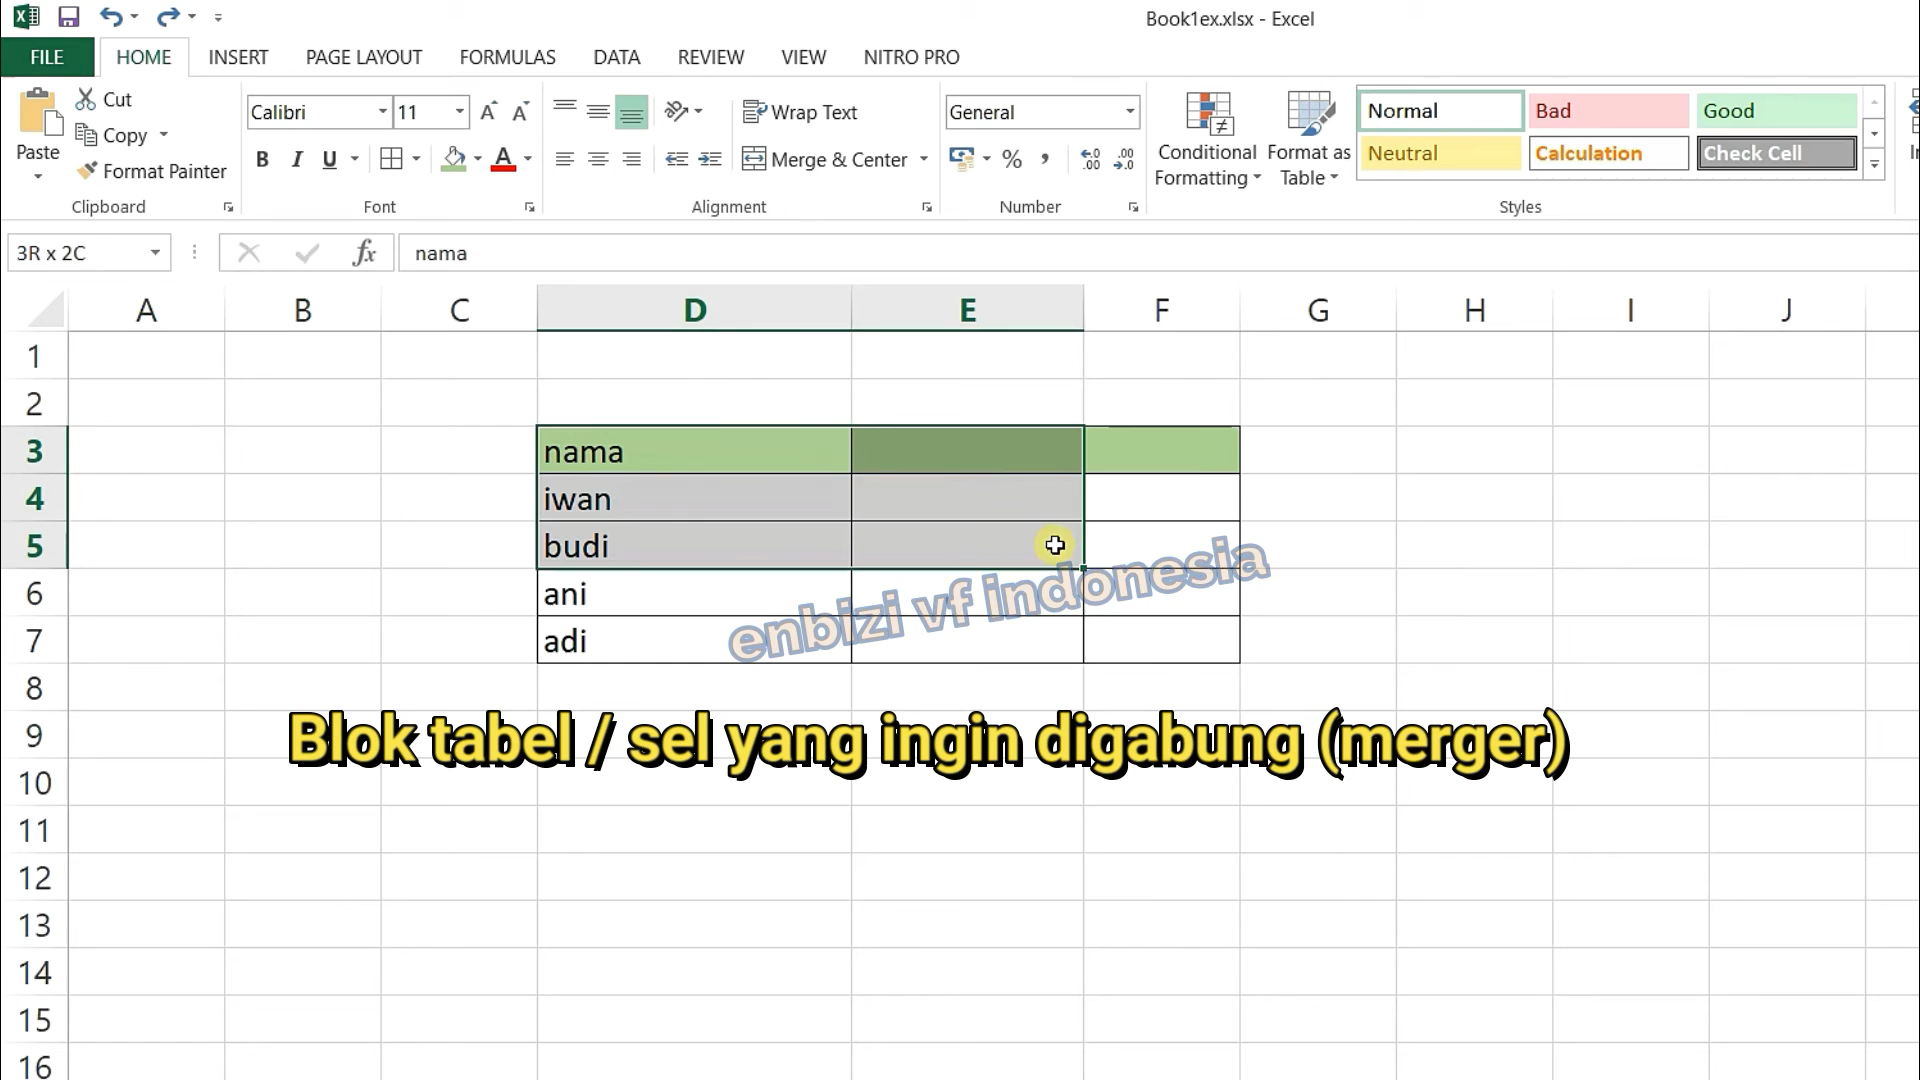 Book1ex.xlsx - Excel
FILE HOME INSERT PAGE LAYOUT FORMULAS DATA REVIEW VIEW NITRO PRO
Paste
Cut
Copy
Format Painter
Clipboard
Calibri 11
B I U A
Font
Wrap Text
Merge & Center
Alignment
General
%
Number
Conditional Formatting
Format as Table
Normal Bad Good
Neutral Calculation Check Cell
Styles
3R x 2C fx nama
A B C D E F G H I J
1
2
3 nama
4 iwan
5 budi
6 ani
7 adi
enbizi vf indonesia
8
9
Blok tabel / sel yang ingin digabung (merger)
10
11
12
13
14
15
16